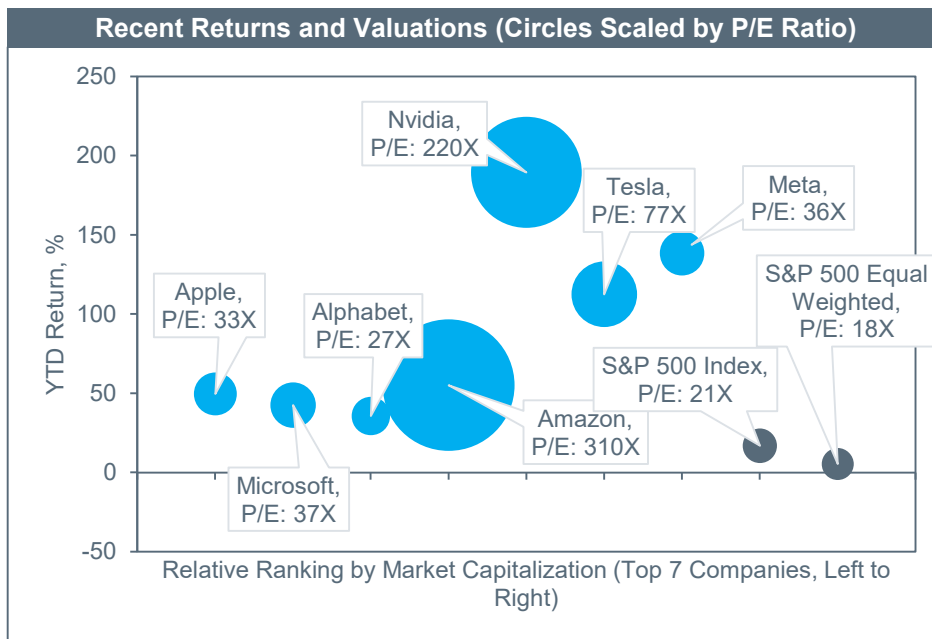 Recent Returns and Valuations (Circles Scaled by P/E Ratio)
250
200
150
100
50
0
-50
YTD Return, %
Nvidia,
P/E: 220X
Tesla,
P/E: 77X
Meta,
P/E: 36X
S&P 500 Equal
Weighted,
P/E: 18X
Apple,
P/E: 33X
Alphabet,
P/E: 27X
S&P 500 Index,
P/E: 21X
Amazon,
P/E: 310X
Microsoft,
P/E: 37X
Relative Ranking by Market Capitalization (Top 7 Companies, Left to
Right)